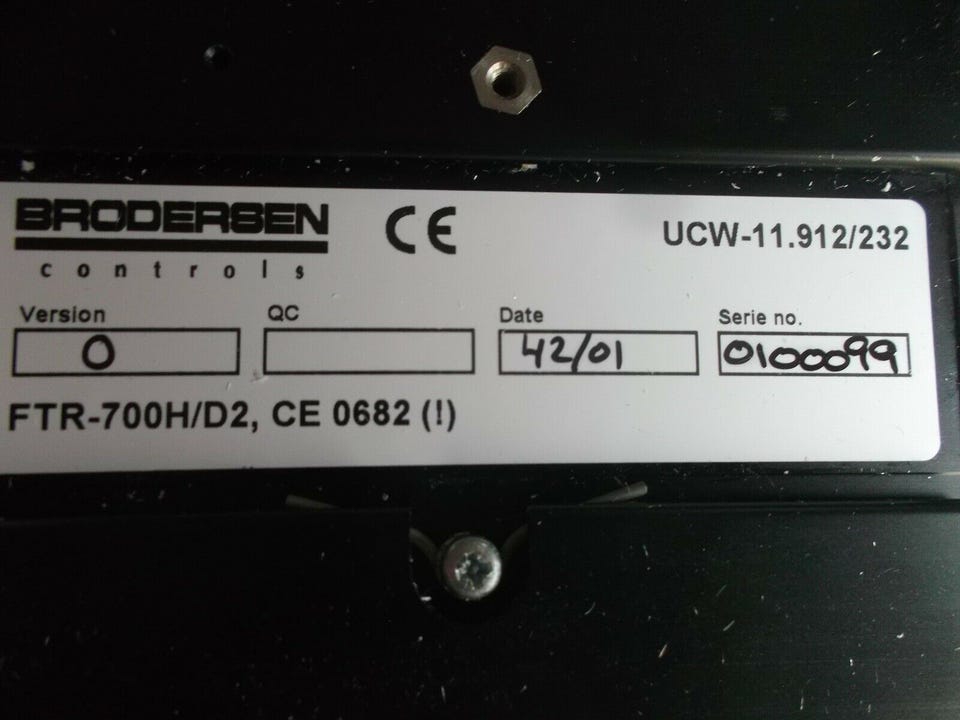 BRODERSEN
controls
CE
UCW-11.912/232
Version
QC
Date
Serie no.
0
42/01
0100099
FTR-700H/D2, CE 0682 (!)